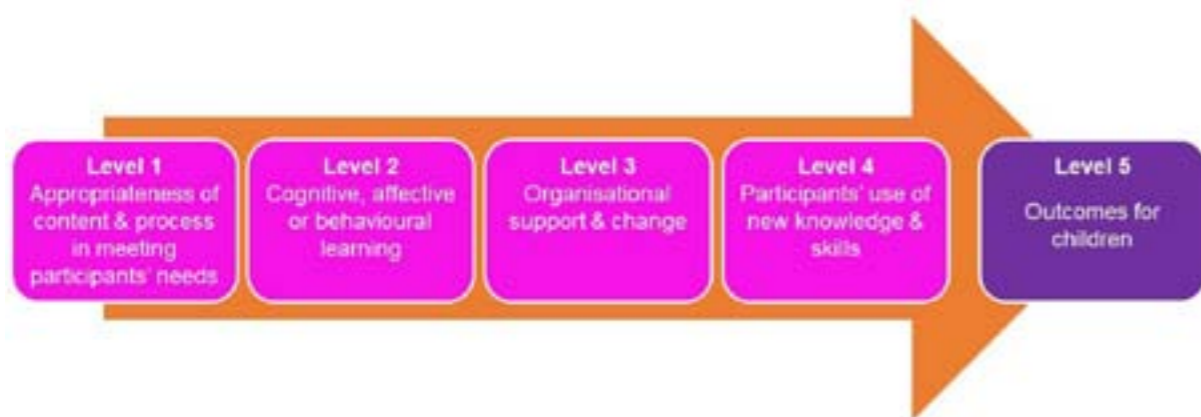 Level 1
Appropriateness of
content & process
in meeting
participants' needs
Level 2
Cognitive, affective
or behavioural
learning
Level 3
Organisational
support & change
Level 4
Participants' use of
new knowledge &
skills
Level 5
Outcomes for
children